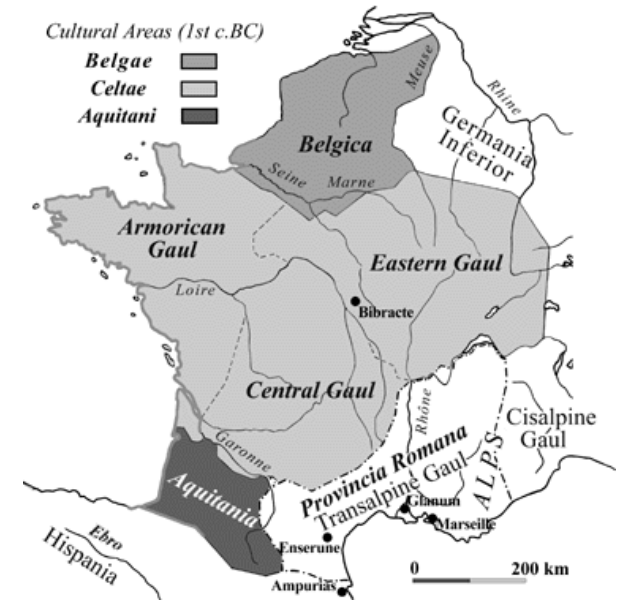 Cultural Areas (1st c.BC)
Belgae
Celtae
Aquitani
Meuse
Rhine
Germania
Inferior
Belgica
Seine
Marne
Armorican
Gaul
Eastern Gaul
Loire
Bibracte
Central Gaul
Rhône
Cisalpine
Gaul
Garonne
ALPS
Provincia Romana
Transalpine Gaul
Aquitania
Glanum
Marseille
Ebro
Hispania
Enserune
Ampurias
0
200 km